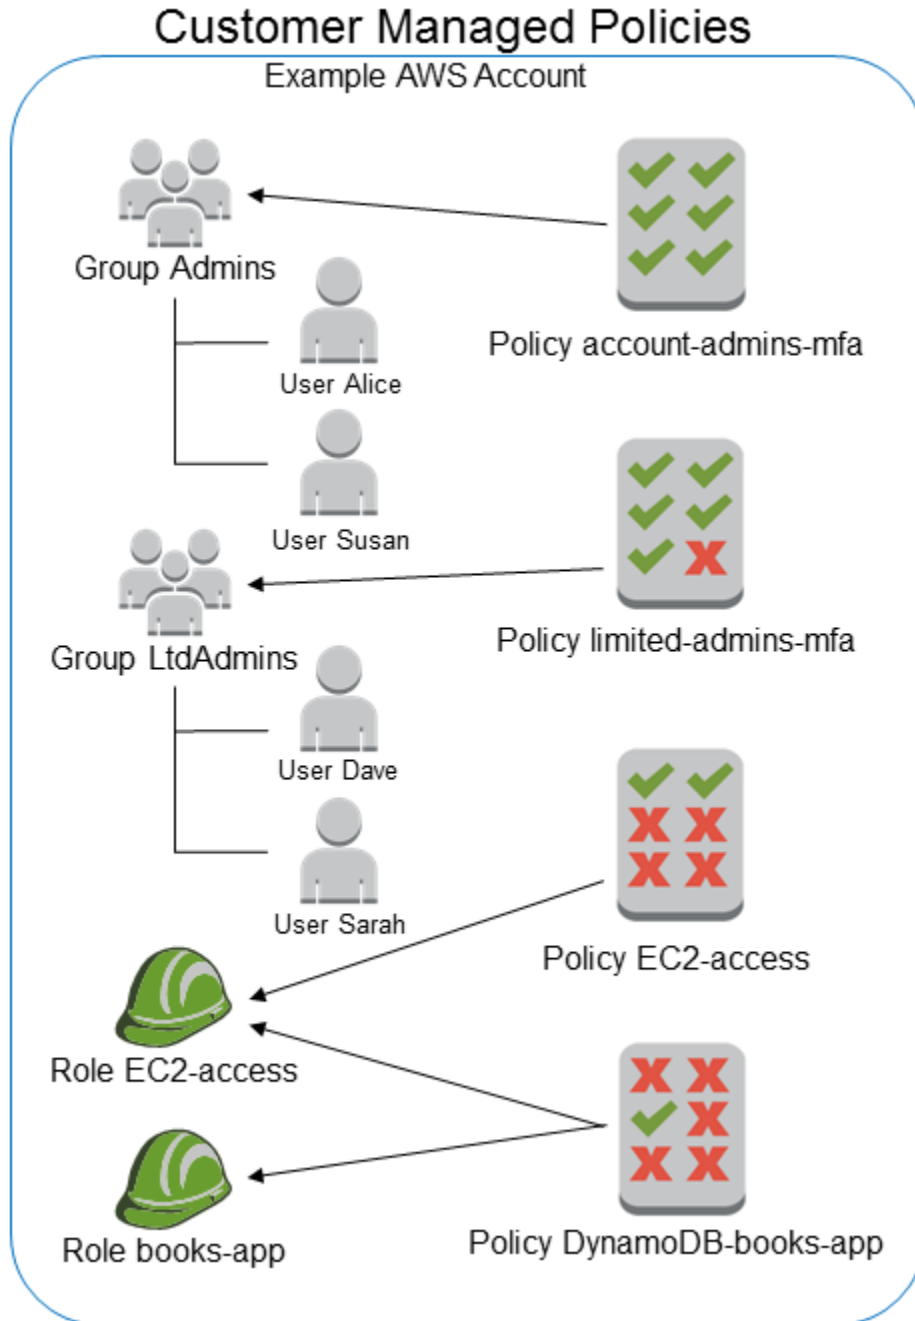 Customer Managed Policies
Example AWS Account
Group Admins
User Alice
Policy account-admins-mfa
User Susan
Group LtdAdmins
Policy limited-admins-mfa
User Dave
User Sarah
Policy EC2-access
Role EC2-access
Role books-app
Policy DynamoDB-books-app